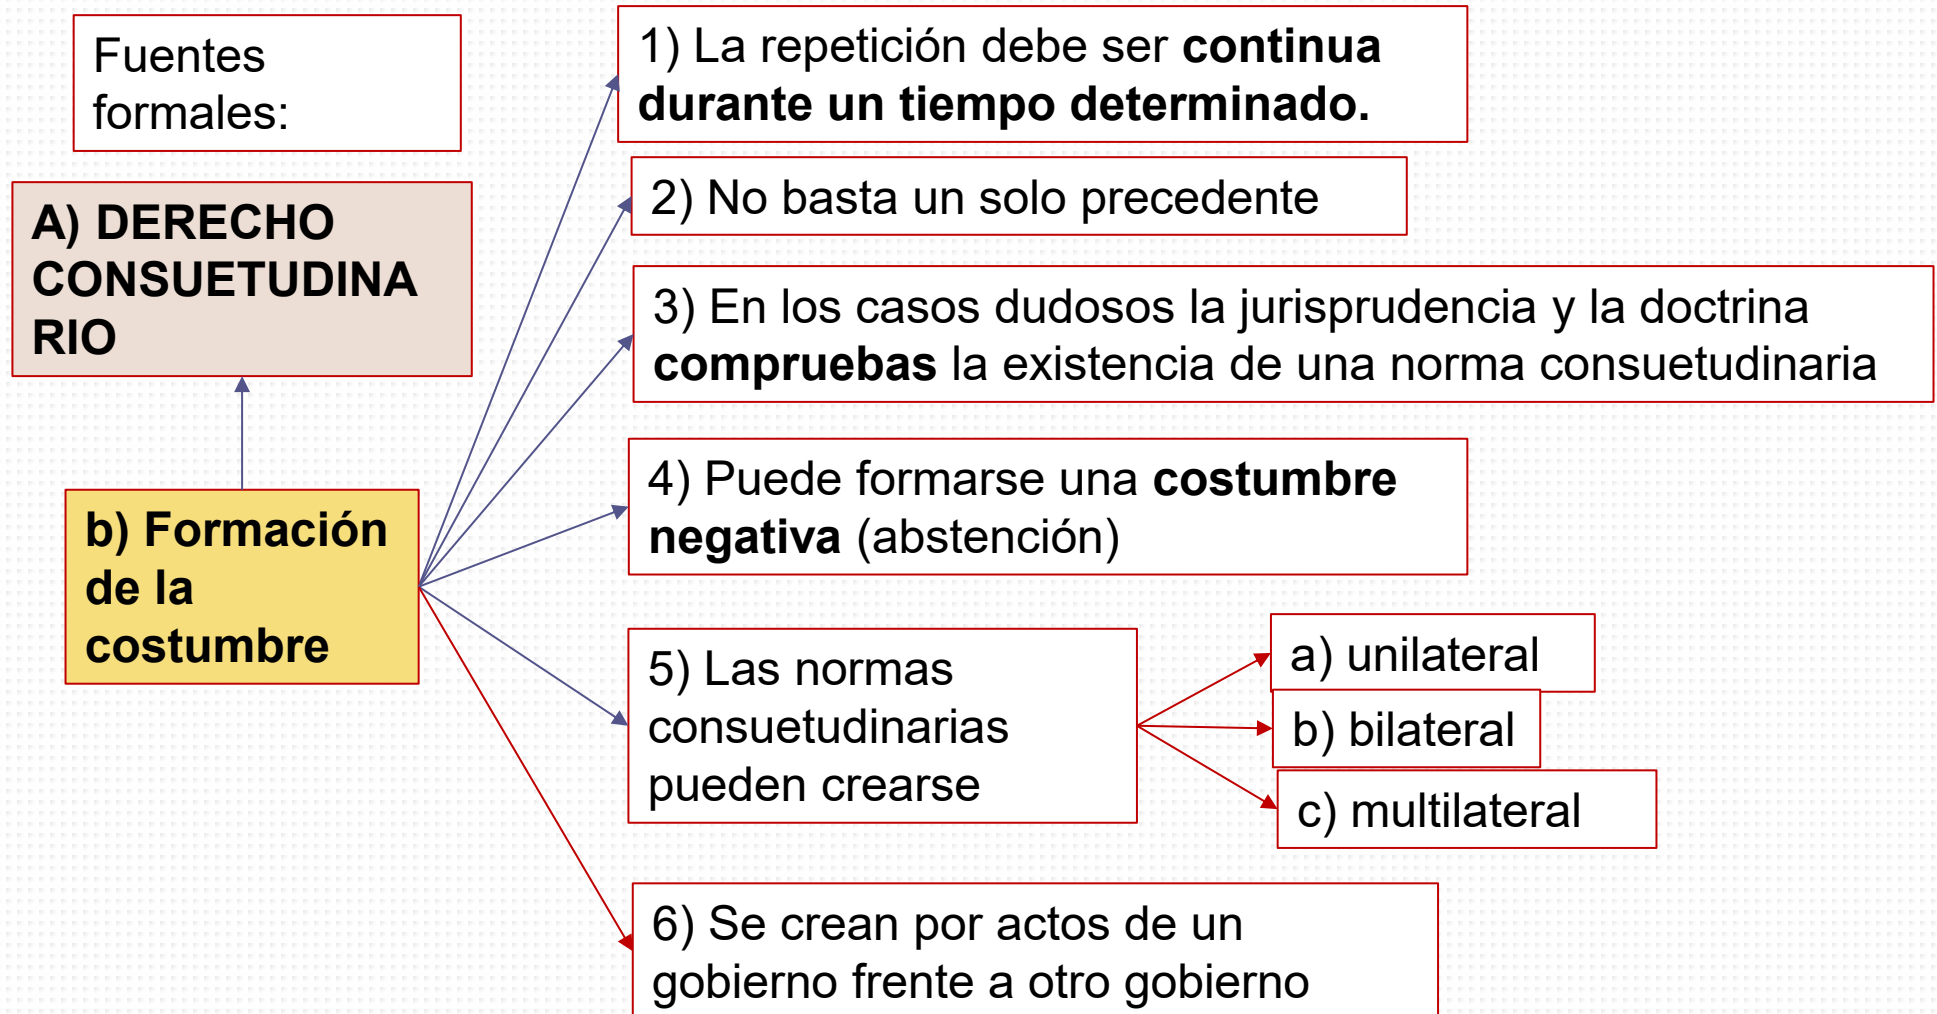 Fuentes
formales:
A) DERECHO
CONSUETUDINA
RIO
b) Formación
de la
costumbre
1) La repetición debe ser continua
durante un tiempo determinado.
2) No basta un solo precedente
3) En los casos dudosos la jurisprudencia y la doctrina
compruebas la existencia de una norma consuetudinaria
4) Puede formarse una costumbre
negativa (abstención)
5) Las normas
consuetudinarias
pueden crearse
a) unilateral
b) bilateral
c) multilateral
6) Se crean por actos de un
gobierno frente a otro gobierno